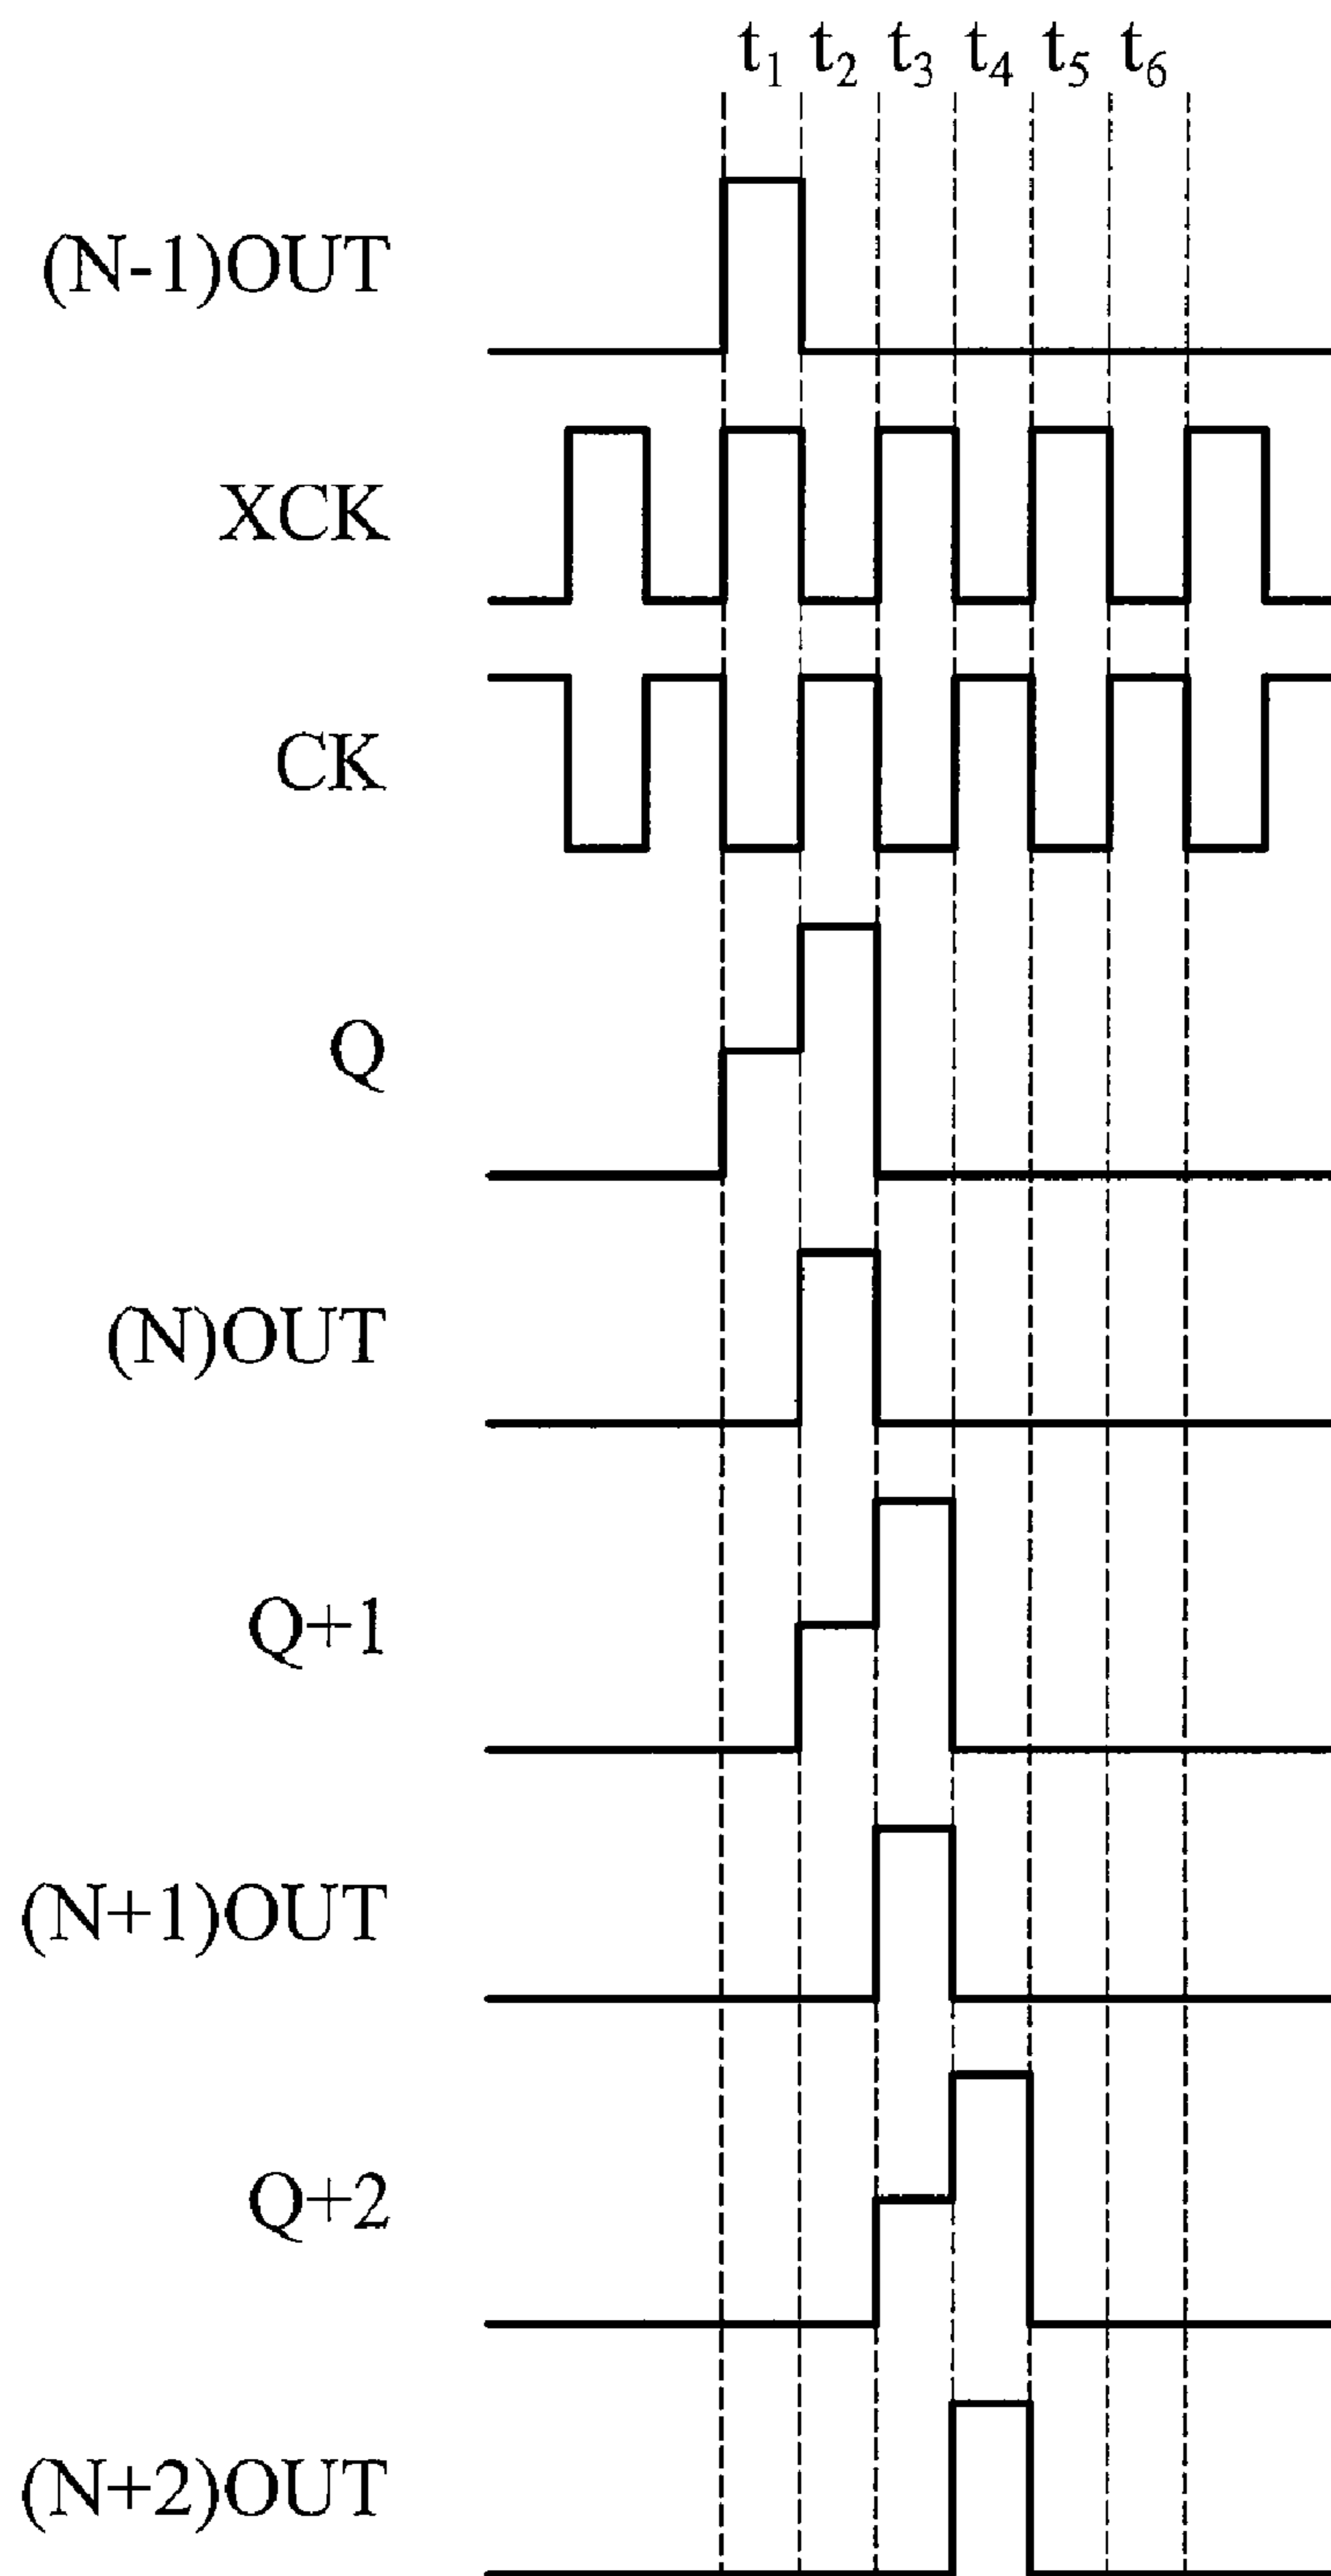 t₁ t₂ t₃ t₄ t₅ t₆
(N-1)OUT
XCK
CK
Q
(N)OUT
Q+1
(N+1)OUT
Q+2
(N+2)OUT